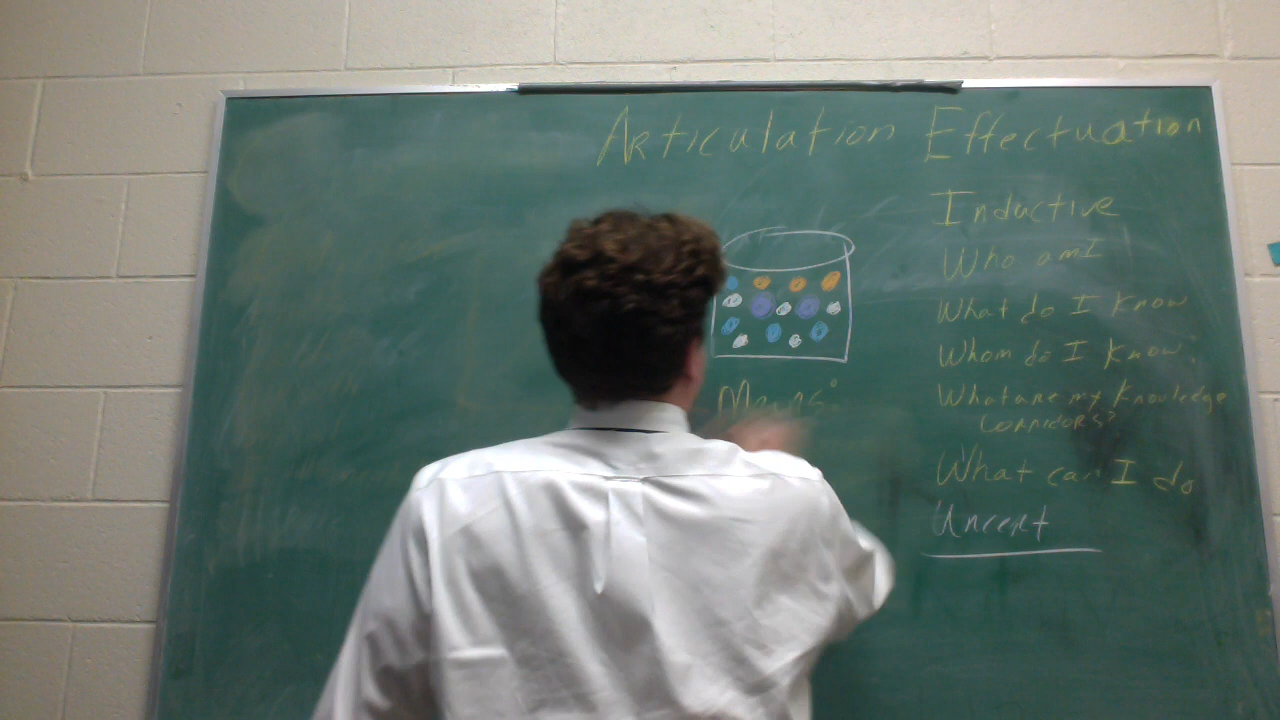 Articulation Effectuation
Inductive
Who am I
What do I know
Whom do I know
What are my Knowledge
Corridors?
What can I do